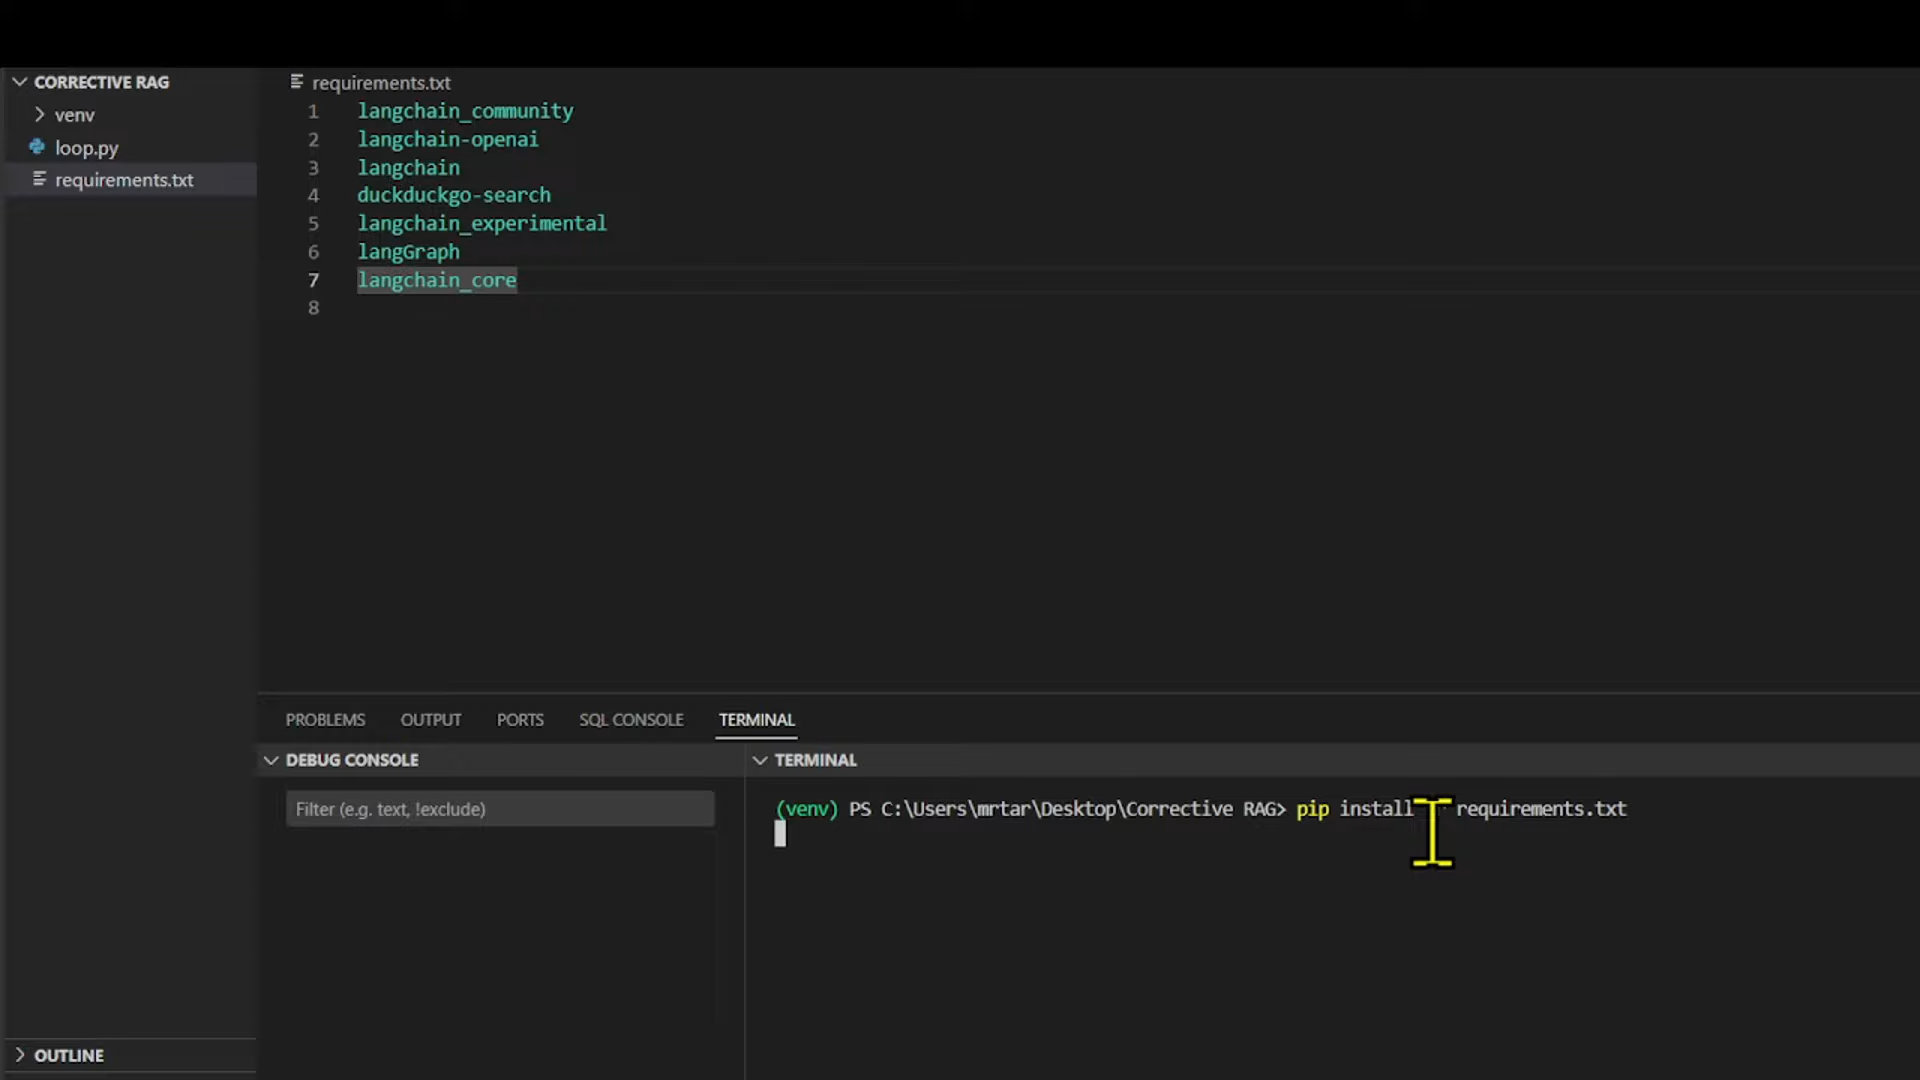 CORRECTIVE RAG
venv
loop.py
requirements.txt
requirements.txt
1 langchain_community
2 langchain-openai
3 langchain
4 duckduckgo-search
5 langchain_experimental
6 langGraph
7 langchain_core
8
PROBLEMS OUTPUT PORTS SQL CONSOLE TERMINAL
DEBUG CONSOLE
Filter (e.g. text, !exclude)
TERMINAL
(venv) PS C:\Users\mrtar\Desktop\Corrective RAG> pip install requirements.txt
OUTLINE